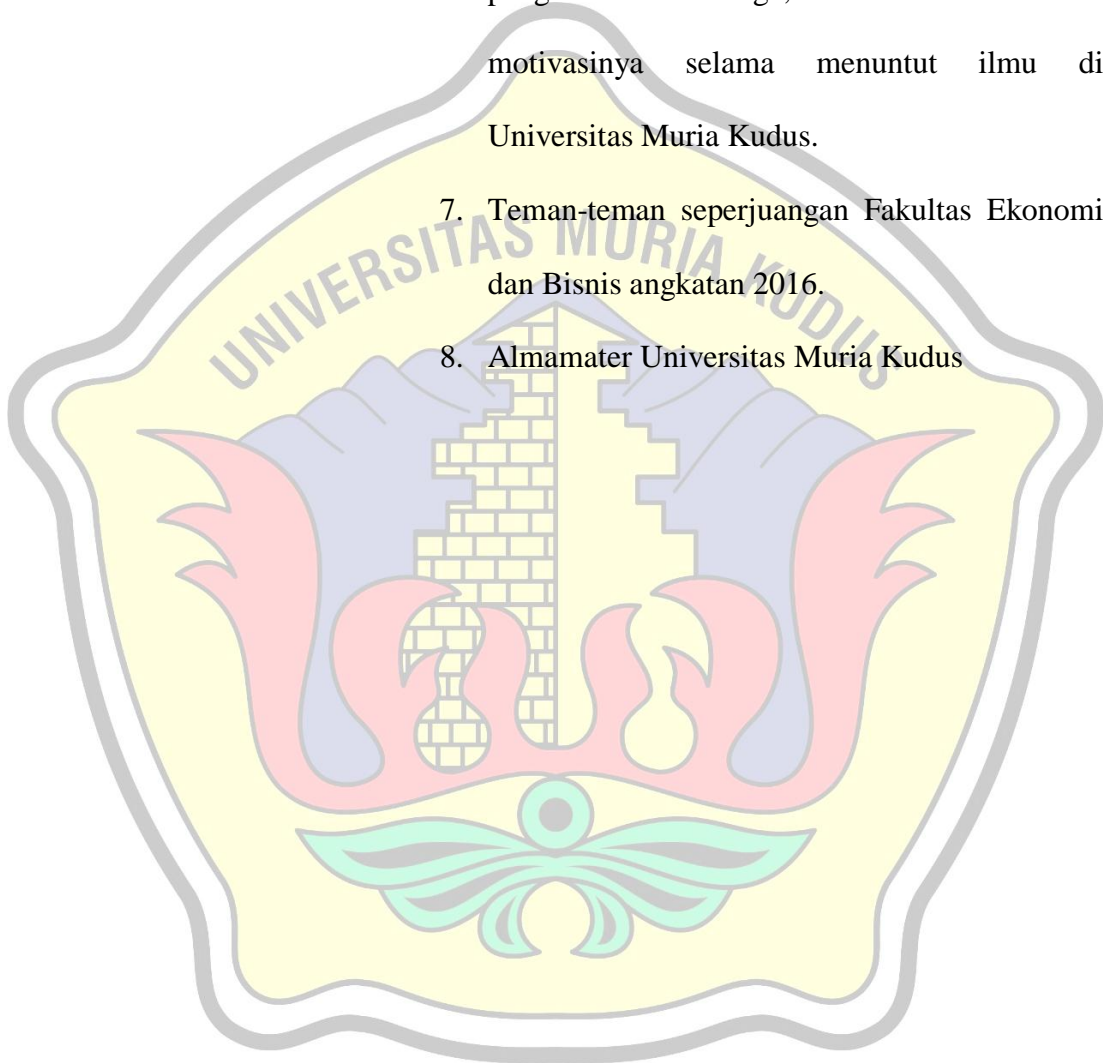 motivasinya selama menuntut ilmu di
Universitas Muria Kudus.
7. Teman-teman seperjuangan Fakultas Ekonomi
dan Bisnis angkatan 2016.
8. Almamater Universitas Muria Kudus
UNIVERSITAS MURIA KUDUS